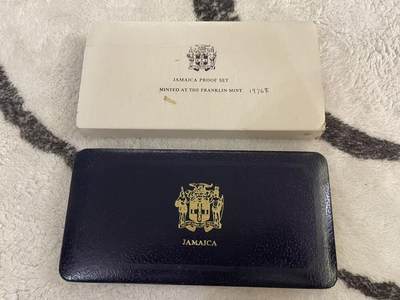 JAMAICA PROOF SET
MINTED AT THE FRANKLIN MINT
JAMAICA